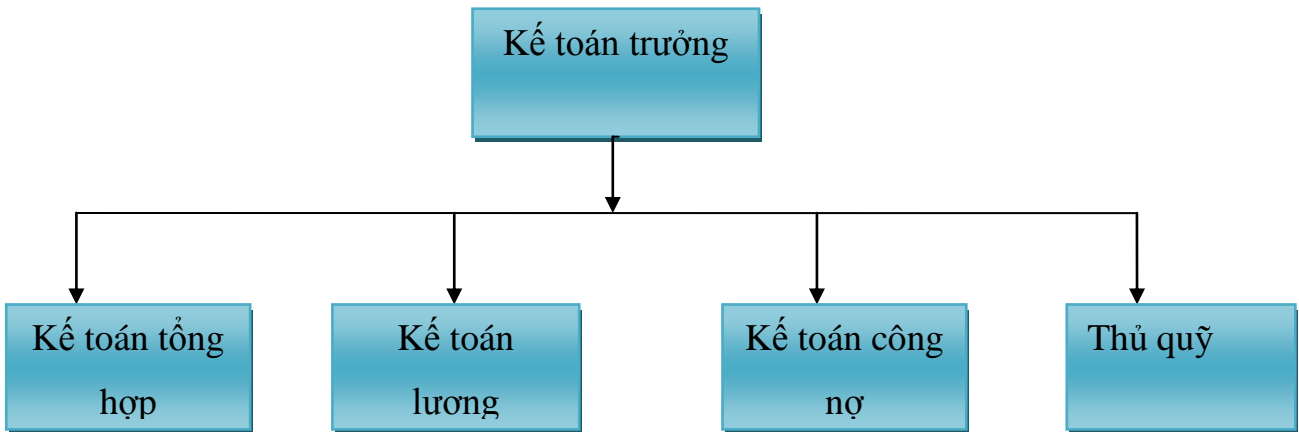 Kế toán trưởng
Kế toán tổng
hợp
Kế toán
lương
Kế toán công
nợ
Thủ quỹ